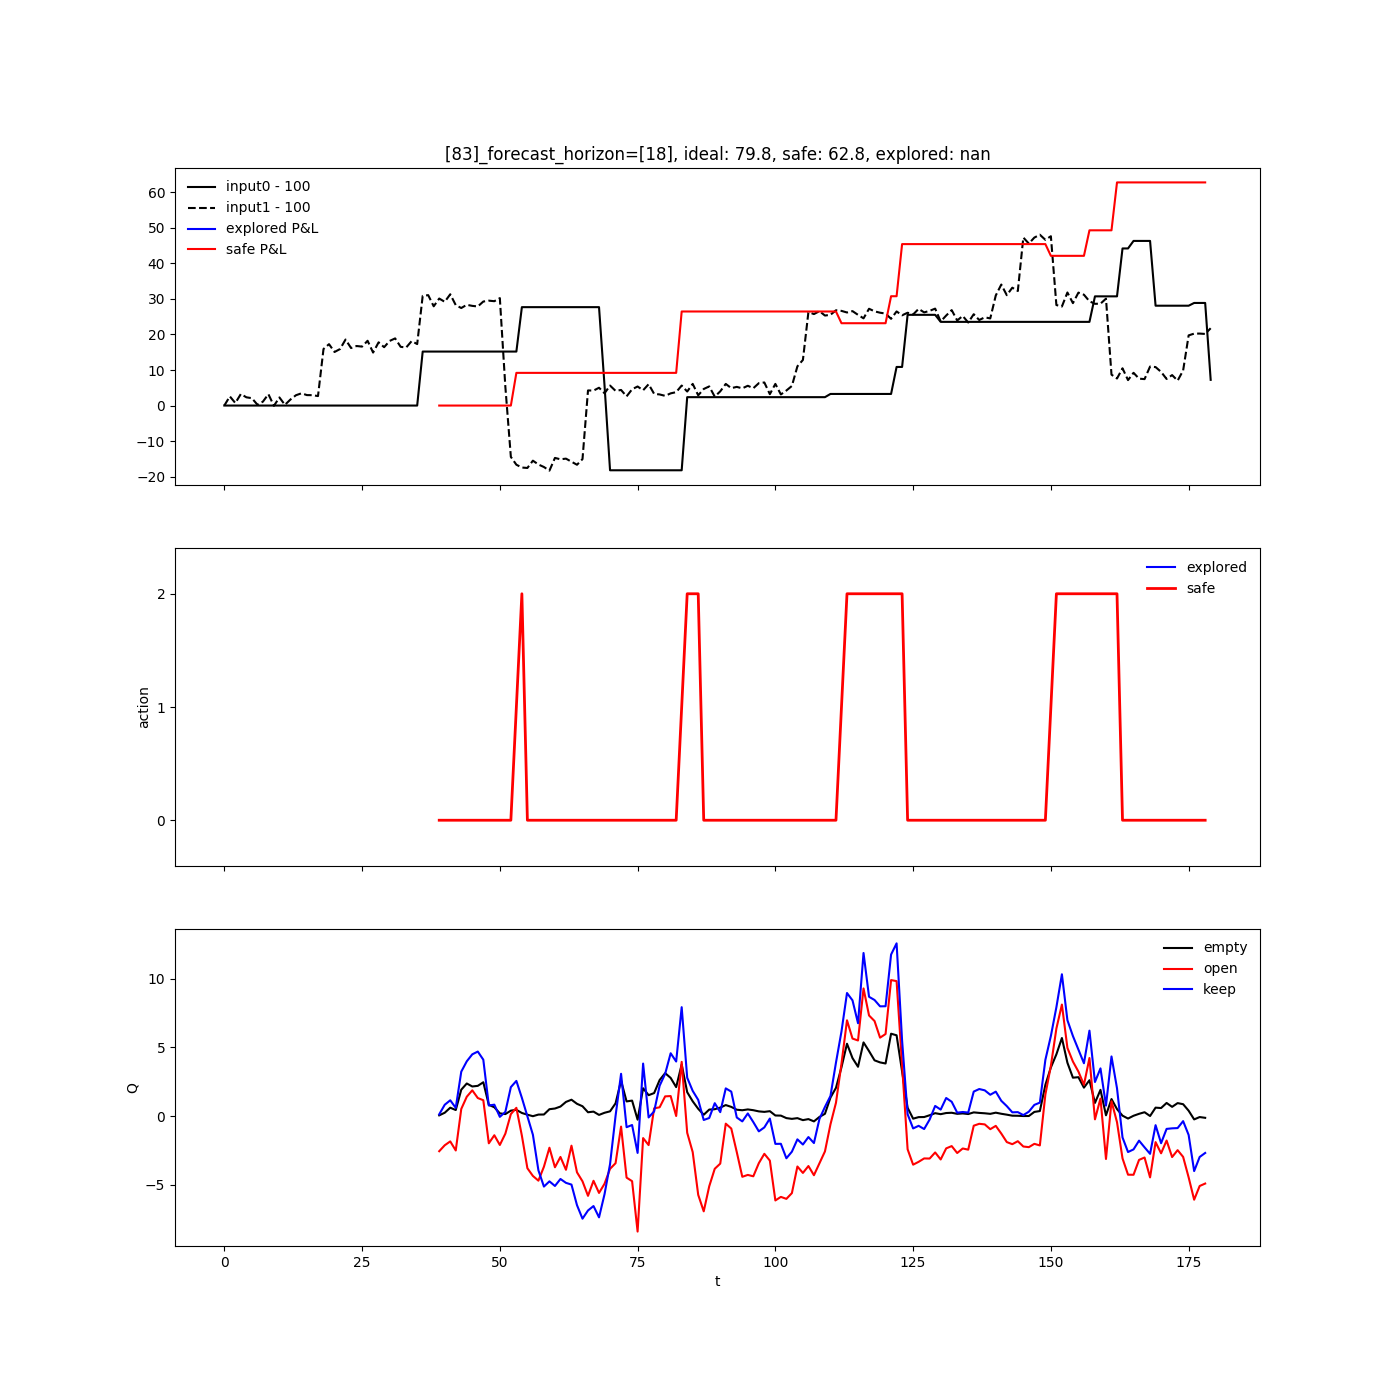 [83]_forecast_horizon=[18], ideal: 79.8, safe: 62.8, explored: nan
input0 - 100
input1 - 100
explored P&L
safe P&L
60
50
40
30
20
10
0
−10
−20
explored
safe
2
1
0
action
empty
open
keep
10
5
0
−5
Q
0 25 50 75 100 125 150 175
t